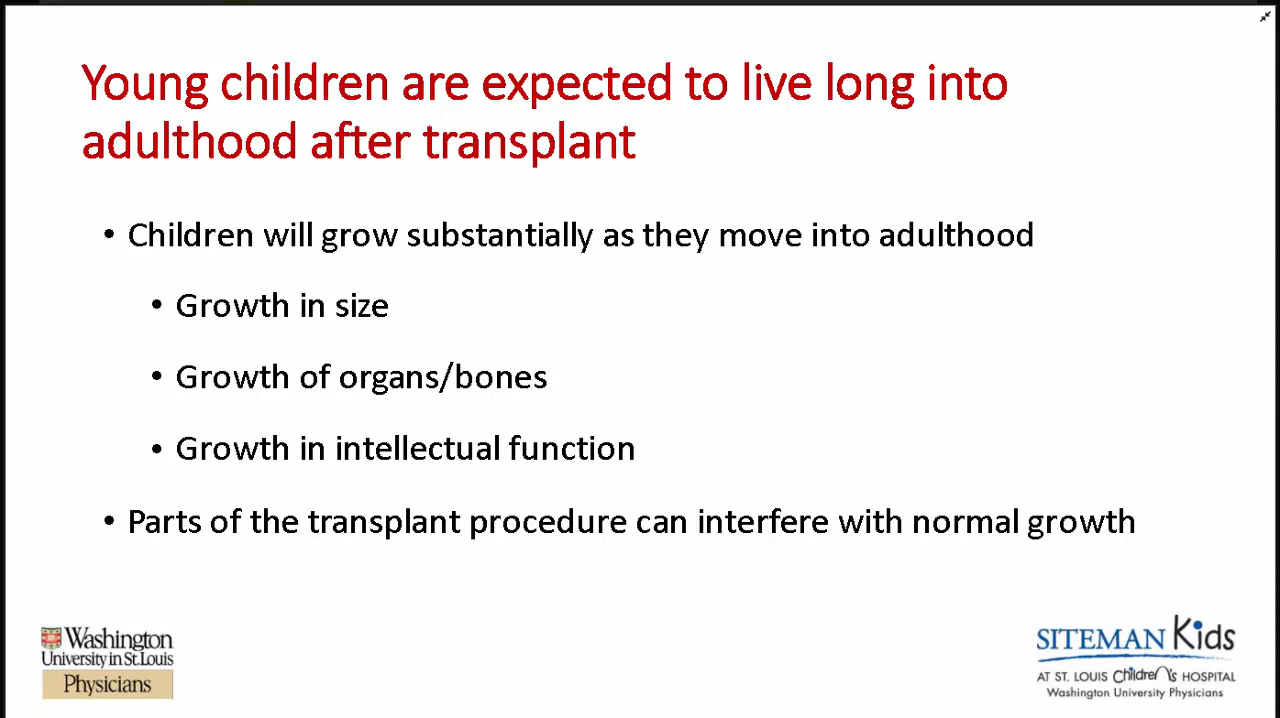 Young children are expected to live long into
adulthood after transplant
• Children will grow substantially as they move into adulthood
• Growth in size
• Growth of organs/bones
• Growth in intellectual function
• Parts of the transplant procedure can interfere with normal growth
Washington
University in St. Louis
Physicians
SITEMAN Kids
AT ST. LOUIS Children's HOSPITAL
Washington University Physicians